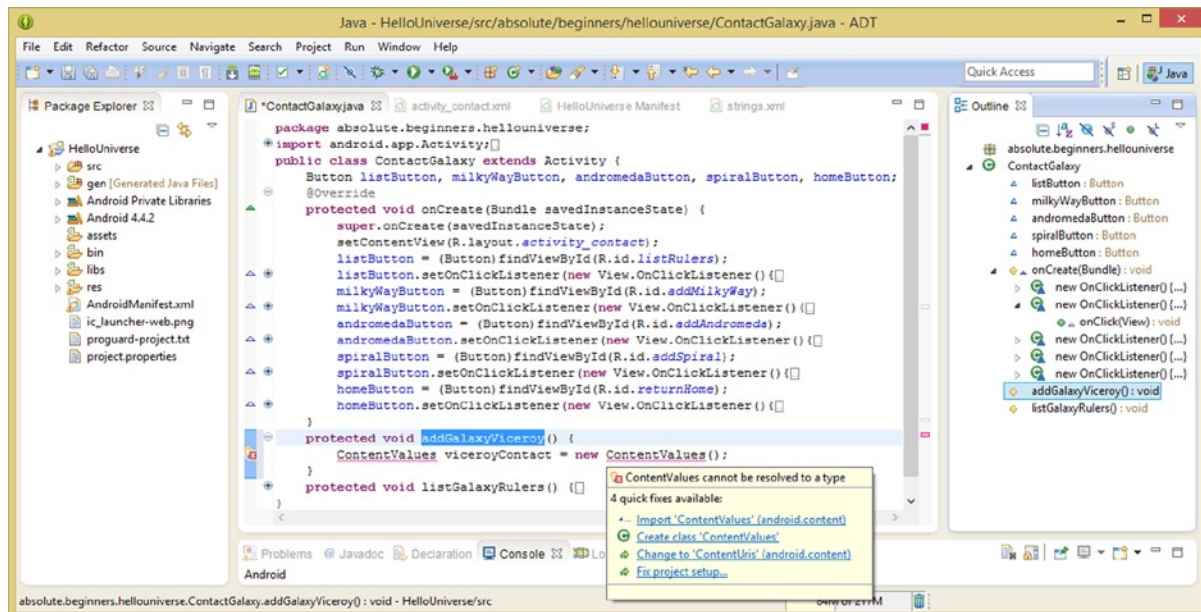 Java - HelloUniverse/src/absolute/beginners/hellouniverse/ContactGalaxy.java - ADT
File Edit Refactor Source Navigate Search Project Run Window Help
Quick Access
Java
Package Explorer
HelloUniverse
src
gen [Generated Java Files]
Android Private Libraries
Android 4.4.2
assets
bin
libs
res
AndroidManifest.xml
ic_launcher-web.png
proguard-project.txt
project.properties
*ContactGalaxy.java activity_contact.xml HelloUniverse Manifest strings.xml
package absolute.beginners.hellouniverse;
import android.app.Activity;
public class ContactGalaxy extends Activity {
Button listButton, milkyWayButton, andromedaButton, spiralButton, homeButton;
@Override
protected void onCreate(Bundle savedInstanceState) {
super.onCreate(savedInstanceState);
setContentView(R.layout.activity_contact);
listButton = (Button)findViewById(R.id.listRulers);
listButton.setOnClickListener(new View.OnClickListener(){
milkyWayButton = (Button)findViewById(R.id.addMilkyWay);
milkyWayButton.setOnClickListener(new View.OnClickListener(){
andromedaButton = (Button)findViewById(R.id.addAndromeda);
andromedaButton.setOnClickListener(new View.OnClickListener(){
spiralButton = (Button)findViewById(R.id.addSpiral);
spiralButton.setOnClickListener(new View.OnClickListener(){
homeButton = (Button)findViewById(R.id.returnHome);
homeButton.setOnClickListener(new View.OnClickListener(){
}
protected void addGalaxyViceroy() {
ContentValues viceroyContact = new ContentValues();
}
protected void listGalaxyRulers() {
}
ContentValues cannot be resolved to a type
4 quick fixes available:
Import 'ContentValues' (android.content)
Create class 'ContentValues'
Change to 'ContentUris' (android.content)
Fix project setup...
Outline
absolute.beginners.hellouniverse
ContactGalaxy
listButton : Button
milkyWayButton : Button
andromedaButton : Button
spiralButton : Button
homeButton : Button
onCreate(Bundle) : void
new OnClickListener() {...}
new OnClickListener() {...}
onClick(View) : void
new OnClickListener() {...}
new OnClickListener() {...}
new OnClickListener() {...}
addGalaxyViceroy() : void
listGalaxyRulers() : void
Problems Javadoc Declaration Console Lo
Android
absolute.beginners.hellouniverse.ContactGalaxy.addGalaxyViceroy() : void - HelloUniverse/src